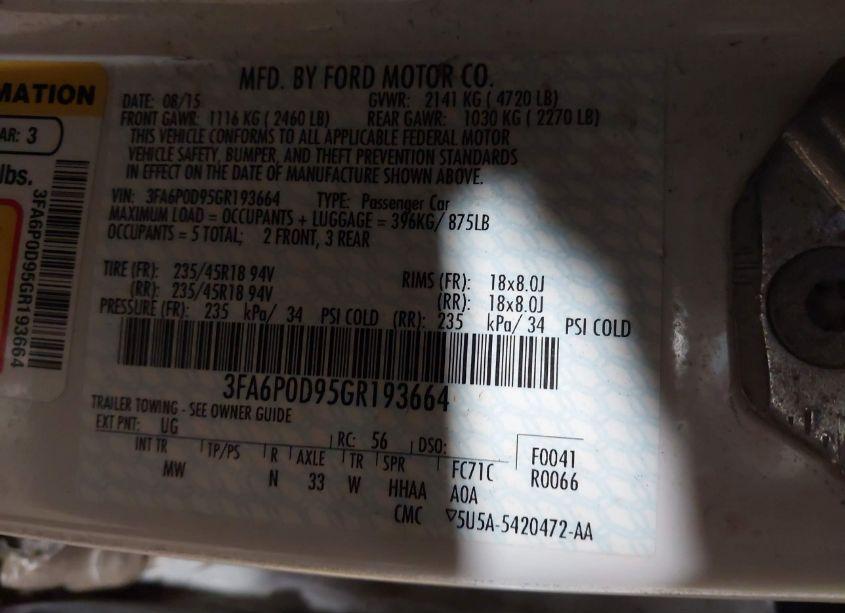 MATION
AR: 3
lbs.
3FA6P0D95GR193664
MFD. BY FORD MOTOR CO.
DATE: 08/15 GVWR: 2141 KG ( 4720 LB)
FRONT GAWR: 1116 KG ( 2460 LB) REAR GAWR: 1030 KG ( 2270 LB)
THIS VEHICLE CONFORMS TO ALL APPLICABLE FEDERAL MOTOR
VEHICLE SAFETY, BUMPER, AND THEFT PREVENTION STANDARDS
IN EFFECT ON THE DATE OF MANUFACTURE SHOWN ABOVE.
VIN: 3FA6P0D95GR193664 TYPE: Passenger Car
MAXIMUM LOAD = OCCUPANTS + LUGGAGE = 396KG/ 875LB
OCCUPANTS = 5 TOTAL; 2 FRONT, 3 REAR
TIRE (FR): 235/45R18 94V RIMS (FR): 18x8.0J
(RR): 235/45R18 94V (RR): 18x8.0J
PRESSURE (FR): 235 kPa/ 34 PSI COLD (RR): 235 kPa/ 34 PSI COLD
3FA6P0D95GR193664
TRAILER TOWING - SEE OWNER GUIDE
EXT PNT: UG RC: 56 DSO:
INT TR TP/PS R AXLE TR SPR FC71C F0041
MW N 33 W HHAA A0A R0066
CMC ▽5U5A-5420472-AA